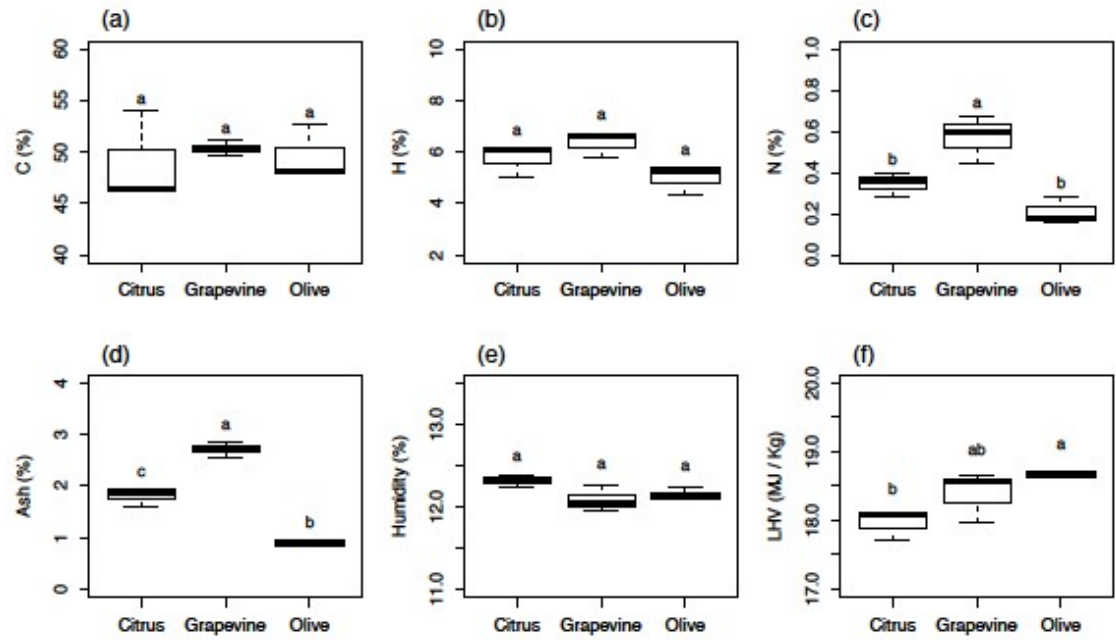 (a)
C (%)
60
55
50
45
40
a
a
a
Citrus Grapevine Olive
(b)
H (%)
10
8
6
4
2
a
a
a
Citrus Grapevine Olive
(c)
N (%)
1.0
0.8
0.6
0.4
0.2
0.0
b
a
b
Citrus Grapevine Olive
(d)
Ash (%)
4
3
2
1
0
c
a
b
Citrus Grapevine Olive
(e)
Humidity (%)
13.0
12.0
11.0
a
a
a
Citrus Grapevine Olive
(f)
LHV (MJ / Kg)
20.0
19.0
18.0
17.0
b
ab
a
Citrus Grapevine Olive